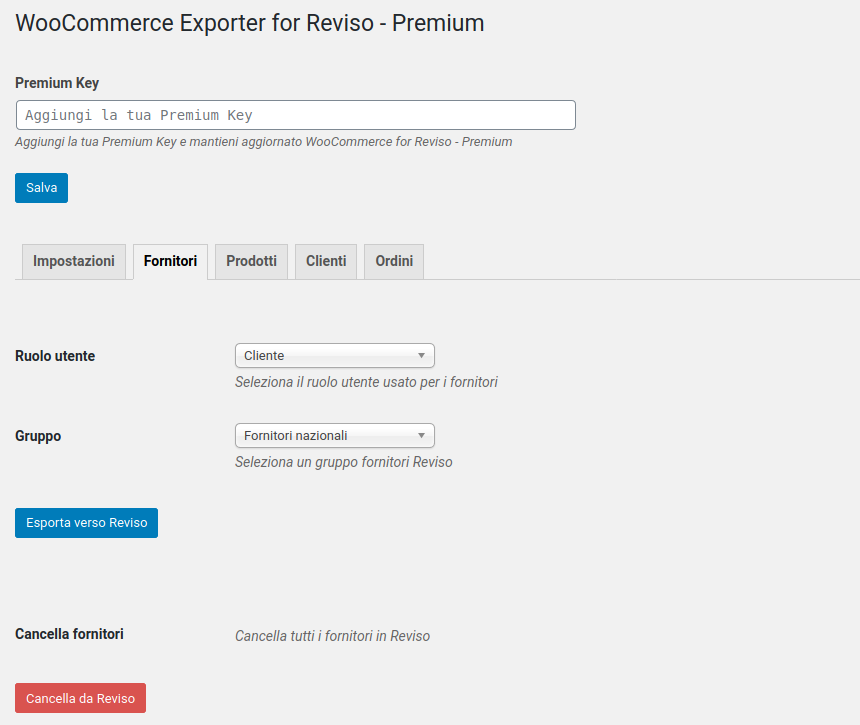 WooCommerce Exporter for Reviso - Premium
Premium Key
Aggiungi la tua Premium Key
Aggiungi la tua Premium Key e mantieni aggiornato WooCommerce for Reviso - Premium
Salva
Impostazioni Fornitori Prodotti Clienti Ordini
Ruolo utente Cliente
Seleziona il ruolo utente usato per i fornitori
Gruppo Fornitori nazionali
Seleziona un gruppo fornitori Reviso
Esporta verso Reviso
Cancella fornitori Cancella tutti i fornitori in Reviso
Cancella da Reviso